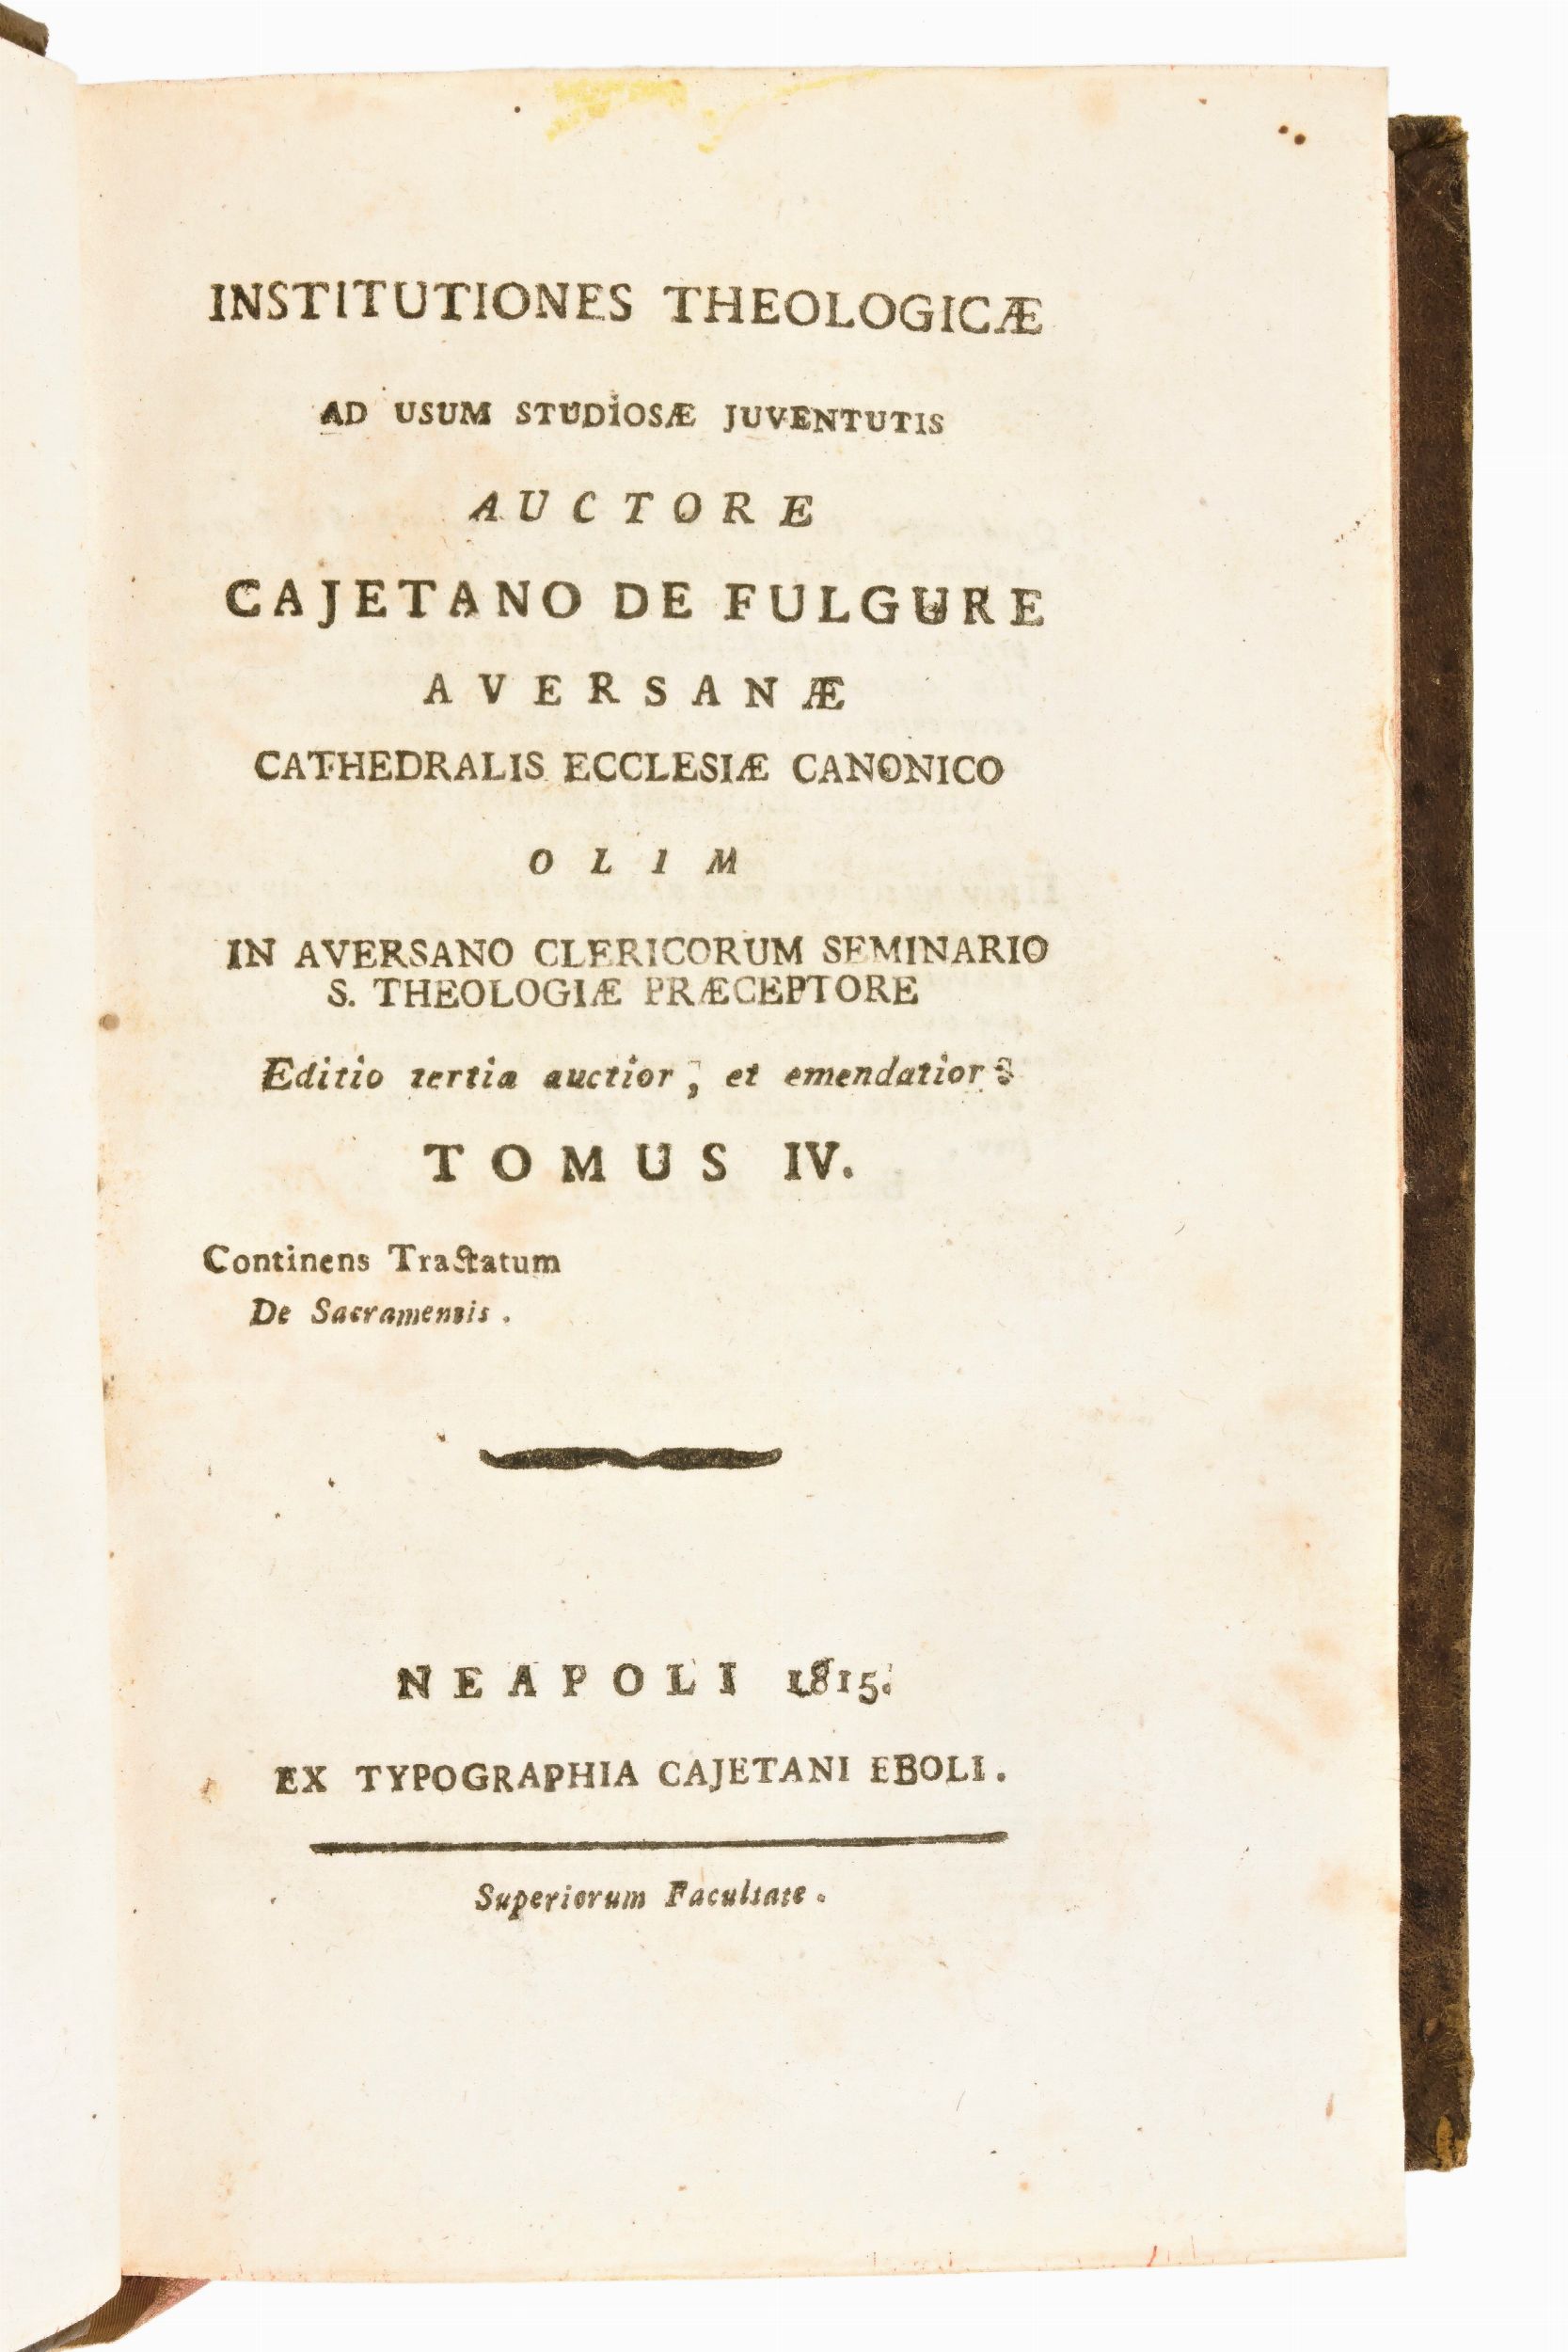 INSTITUTIONES THEOLOGICÆ
AD USUM STUDIOSÆ JUVENTUTIS
AUCTORE
CAJETANO DE FULGURE
AVERSANÆ
CATHEDRALIS ECCLESIÆ CANONICO
OLIM
IN AVERSANO CLERICORUM SEMINARIO
S. THEOLOGIÆ PRÆCEPTORE
Editio tertia auctior, et emendatior.
TOMUS IV.
Continens Tractatum
De Sacramentis.
NEAPOLI 1815.
EX TYPOGRAPHIA CAJETANI EBOLI.
Superiorum Facultate.